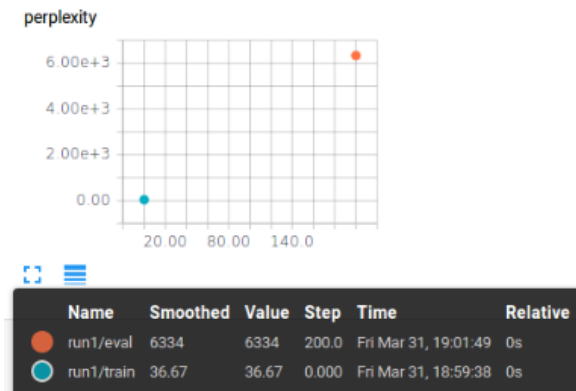 perplexity
6.00e+3
4.00e+3
2.00e+3
0.00
20.00 80.00 140.0
Name Smoothed Value Step Time Relative
run1/eval 6334 6334 200.0 Fri Mar 31, 19:01:49 0s
run1/train 36.67 36.67 0.000 Fri Mar 31, 18:59:38 0s